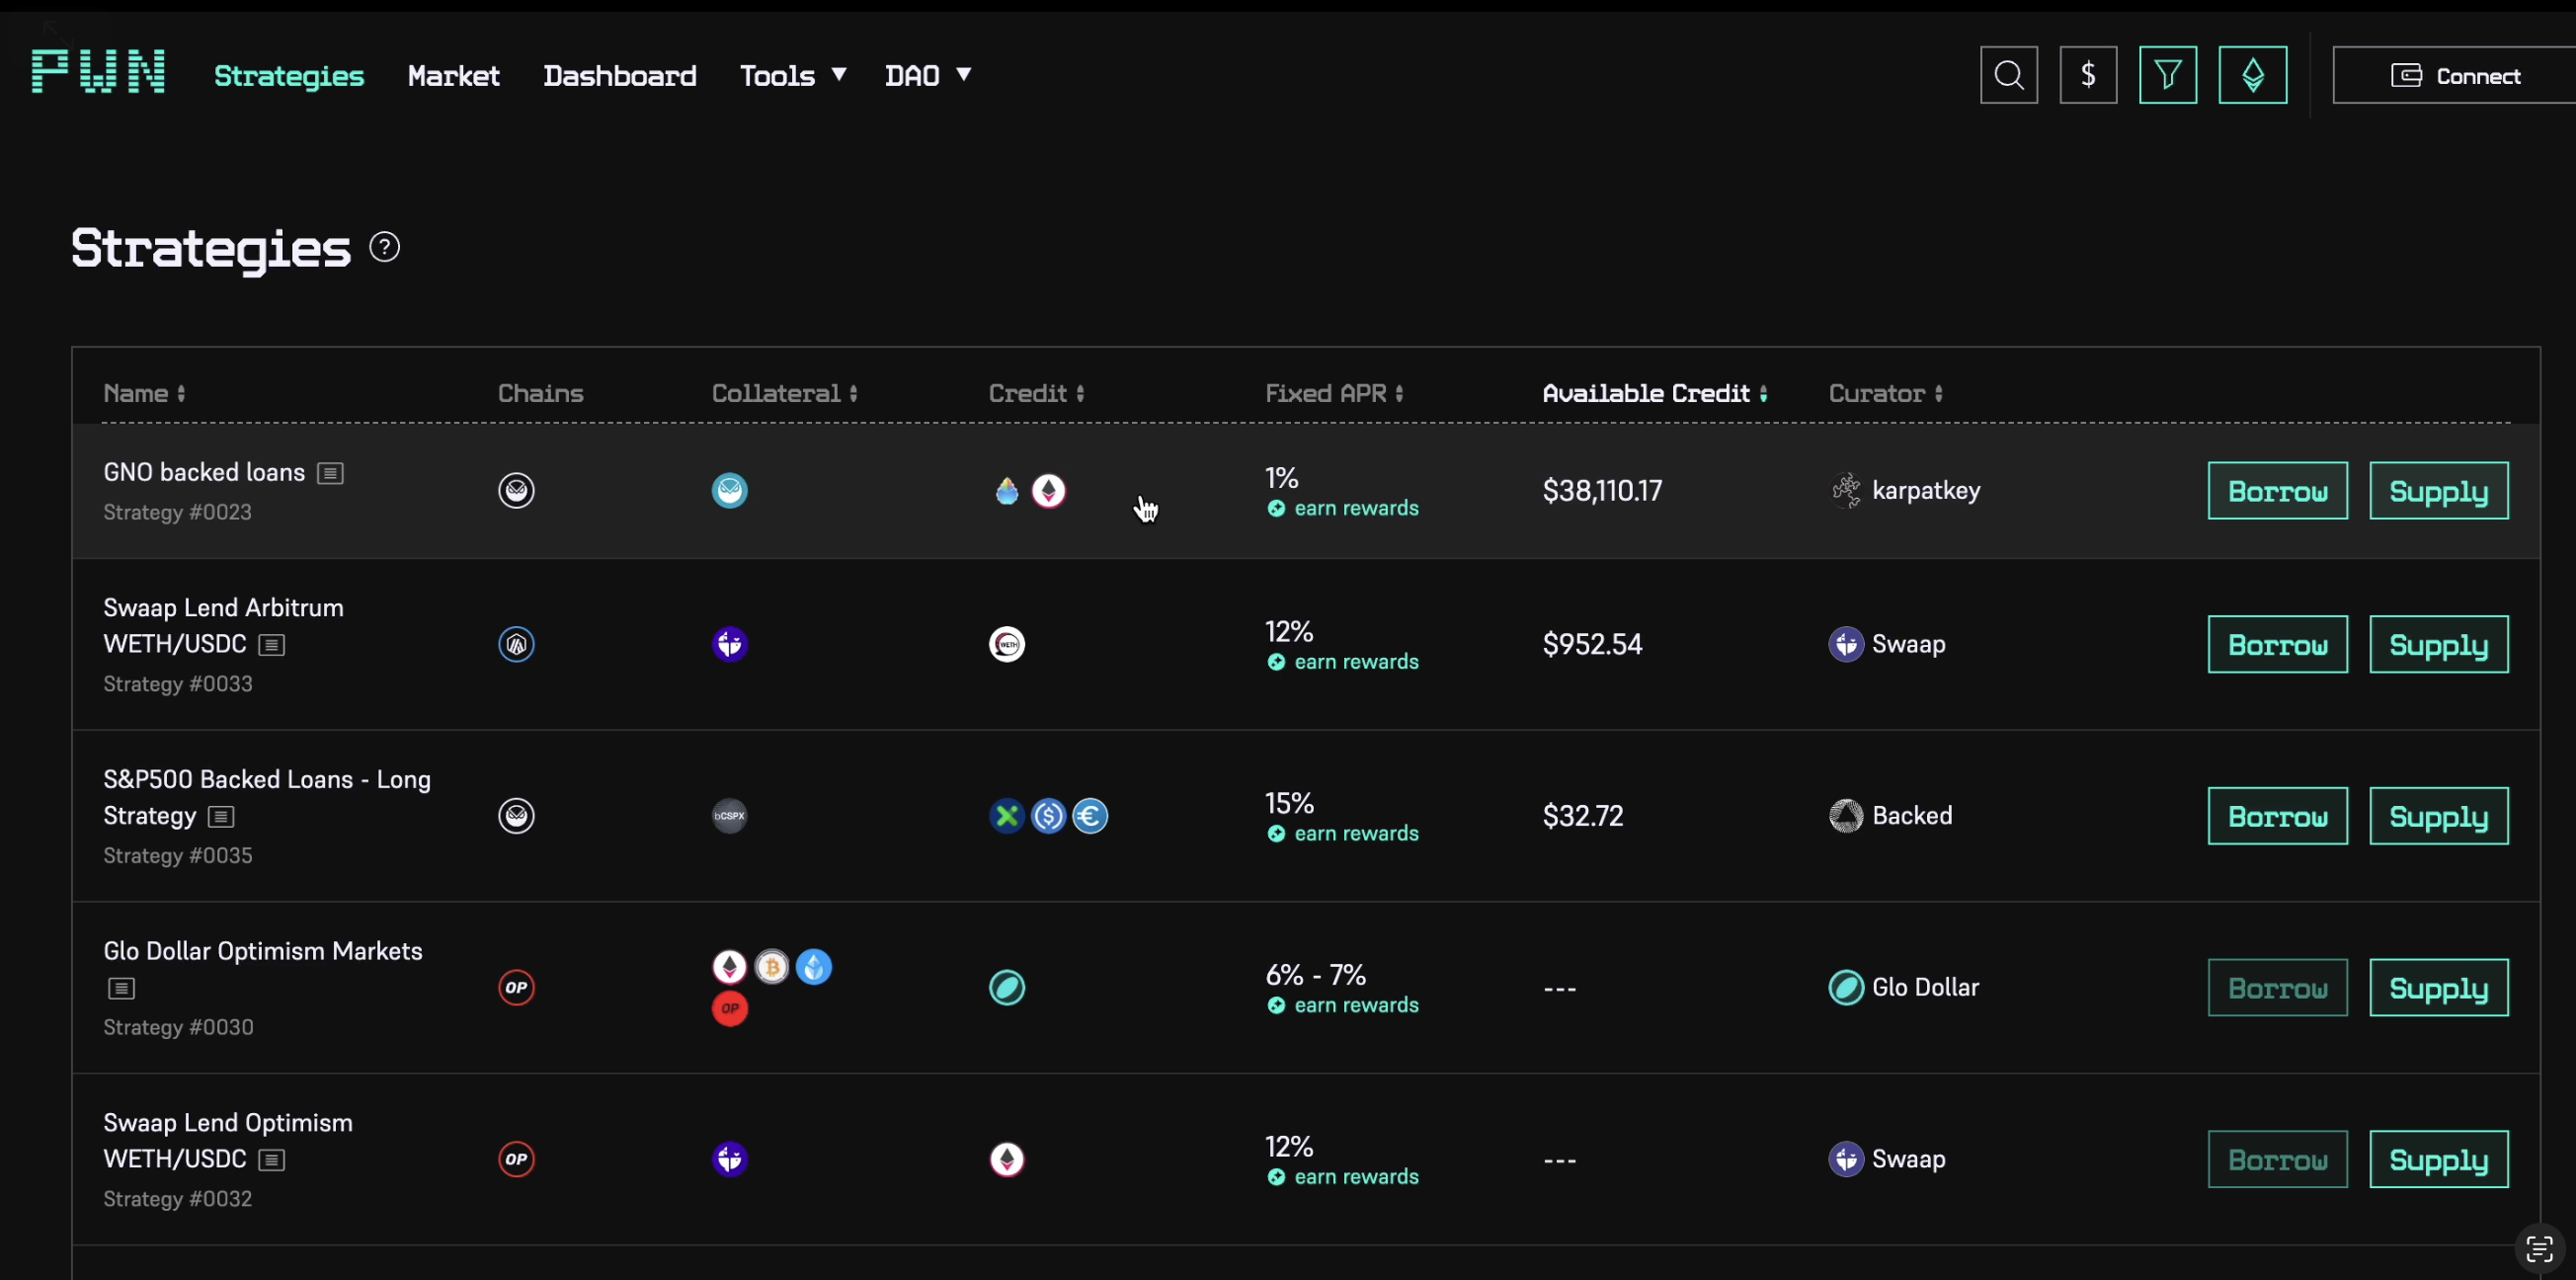 PWN Strategies Market Dashboard Tools DAO $ Connect
Strategies ?
Name Chains Collateral Credit Fixed APR Available Credit Curator
GNO backed loans
Strategy #0023
1%
earn rewards
$38,110.17
karpatkey
Borrow
Supply
Swaap Lend Arbitrum
WETH/USDC
Strategy #0033
WETH
12%
earn rewards
$952.54
Swaap
Borrow
Supply
S&P500 Backed Loans - Long
Strategy
Strategy #0035
bCSPX
15%
earn rewards
$32.72
Backed
Borrow
Supply
Glo Dollar Optimism Markets
Strategy #0030
OP
OP
6% - 7%
earn rewards
---
Glo Dollar
Borrow
Supply
Swaap Lend Optimism
WETH/USDC
Strategy #0032
OP
12%
earn rewards
---
Swaap
Borrow
Supply